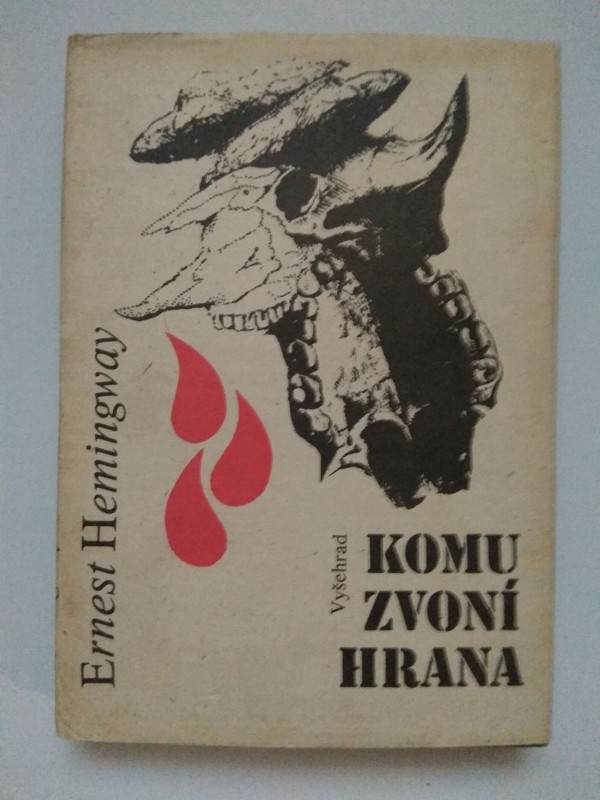 Ernest Hemingway
Vyšehrad
KOMU
ZVONÍ
HRANA